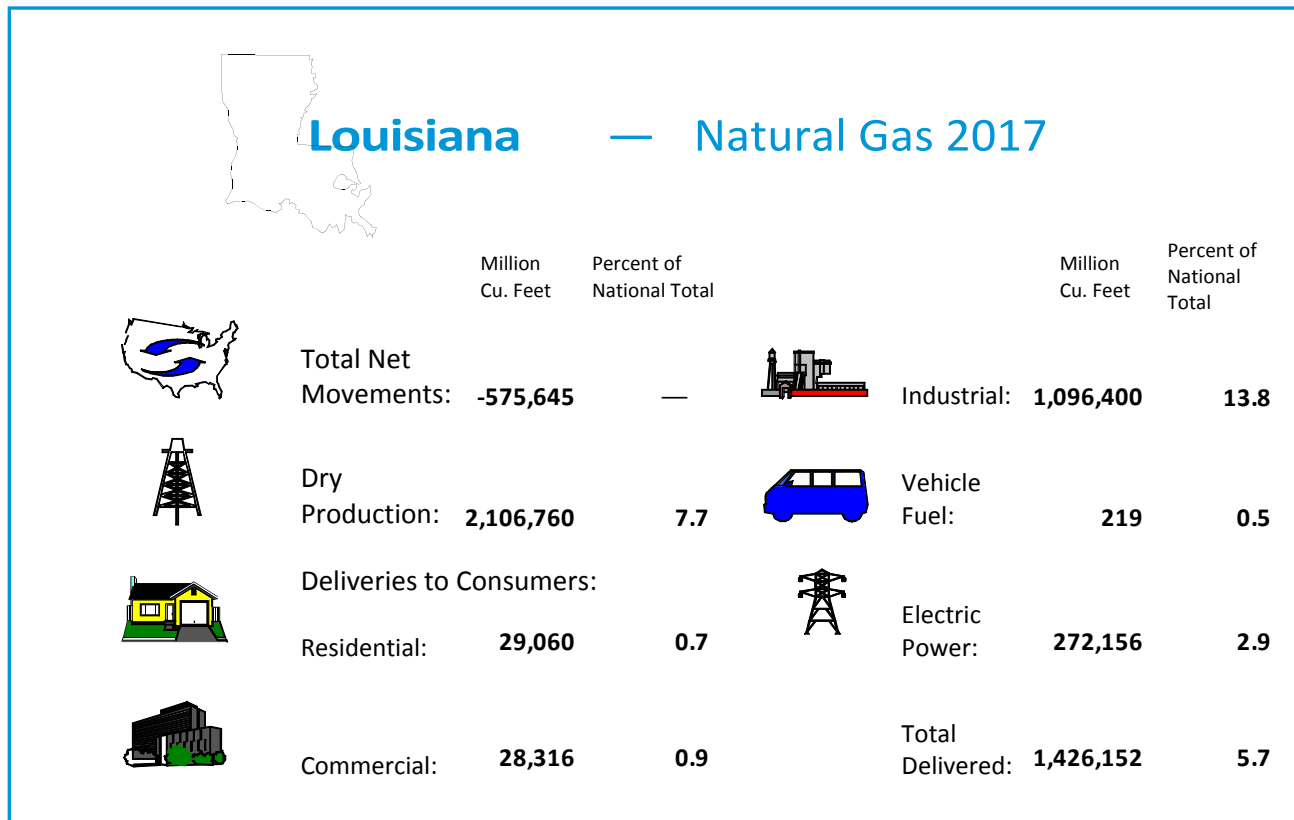 Louisiana — Natural Gas 2017
Million Cu. Feet
Percent of National Total
Total Net
Movements: -575,645 —
Dry
Production: 2,106,760 7.7
Deliveries to Consumers:
Residential: 29,060 0.7
Commercial: 28,316 0.9
Million Cu. Feet
Percent of National Total
Industrial: 1,096,400 13.8
Vehicle
Fuel: 219 0.5
Electric
Power: 272,156 2.9
Total
Delivered: 1,426,152 5.7